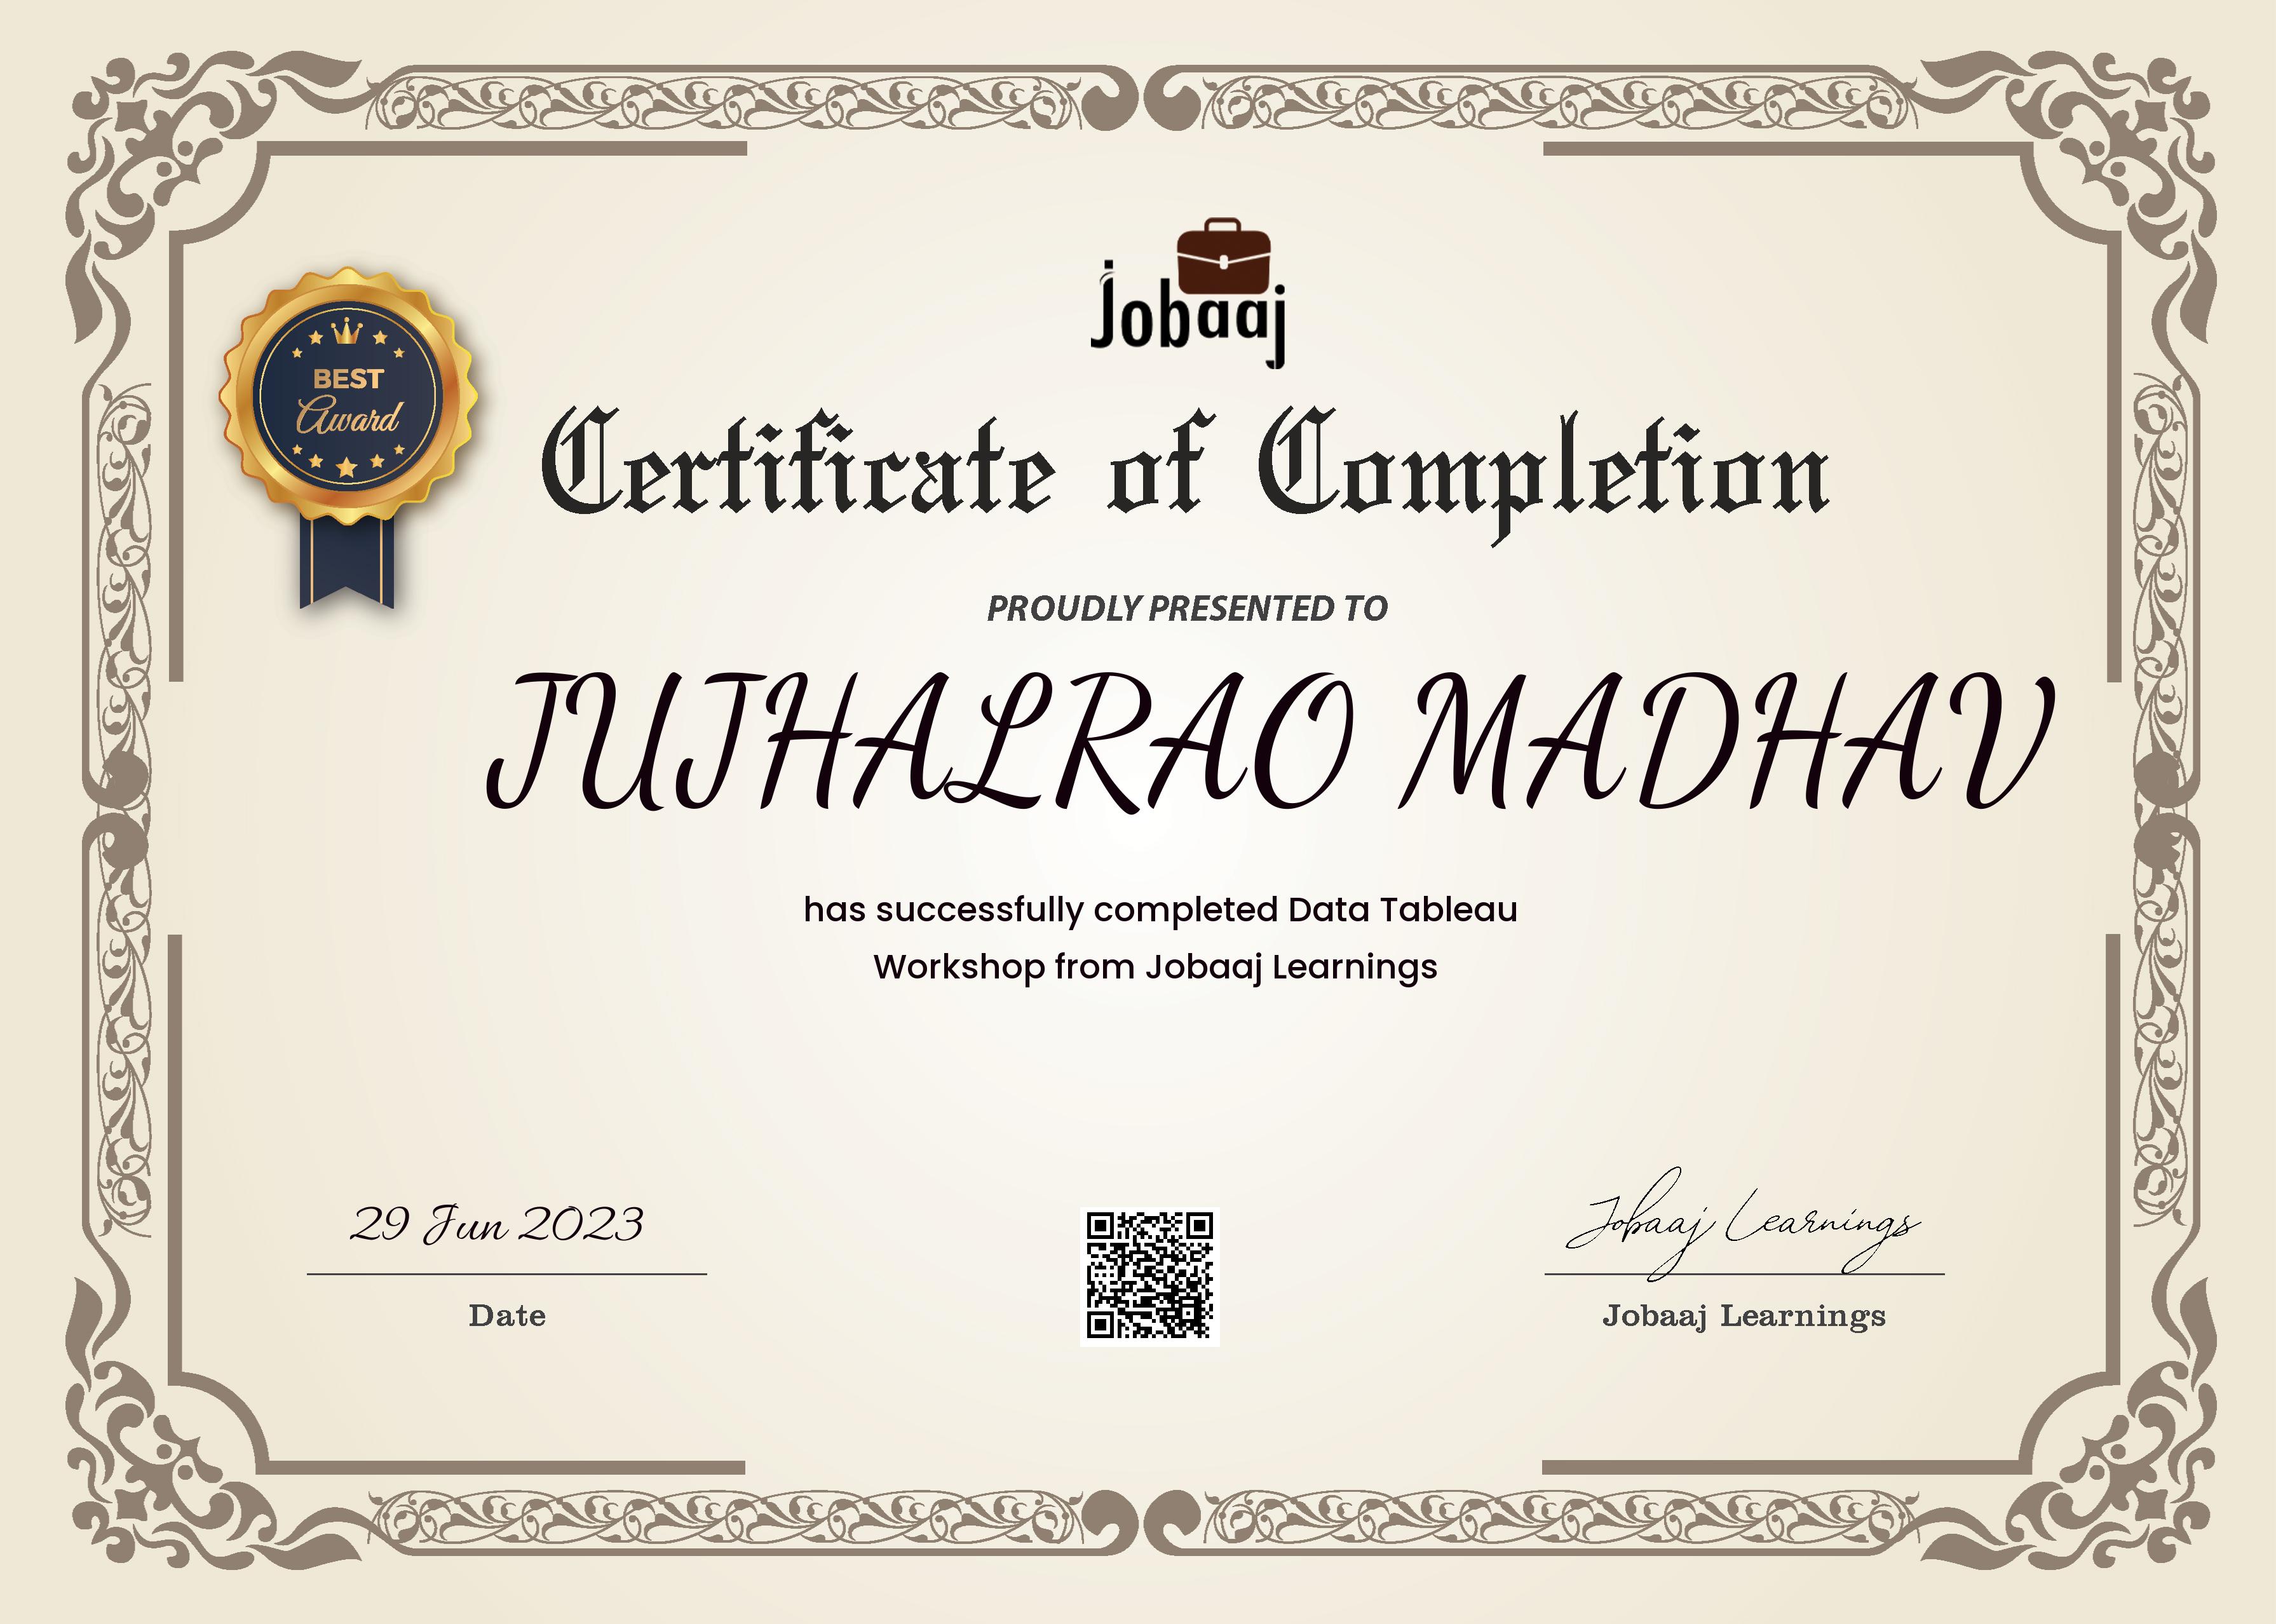 Jobaaj
BEST
Award
Certificate of Completion
PROUDLY PRESENTED TO
JUJHALRAO MADHAV
has successfully completed Data Tableau
Workshop from Jobaaj Learnings
29 Jun 2023
Date
Jobaaj Learnings
Jobaaj Learnings